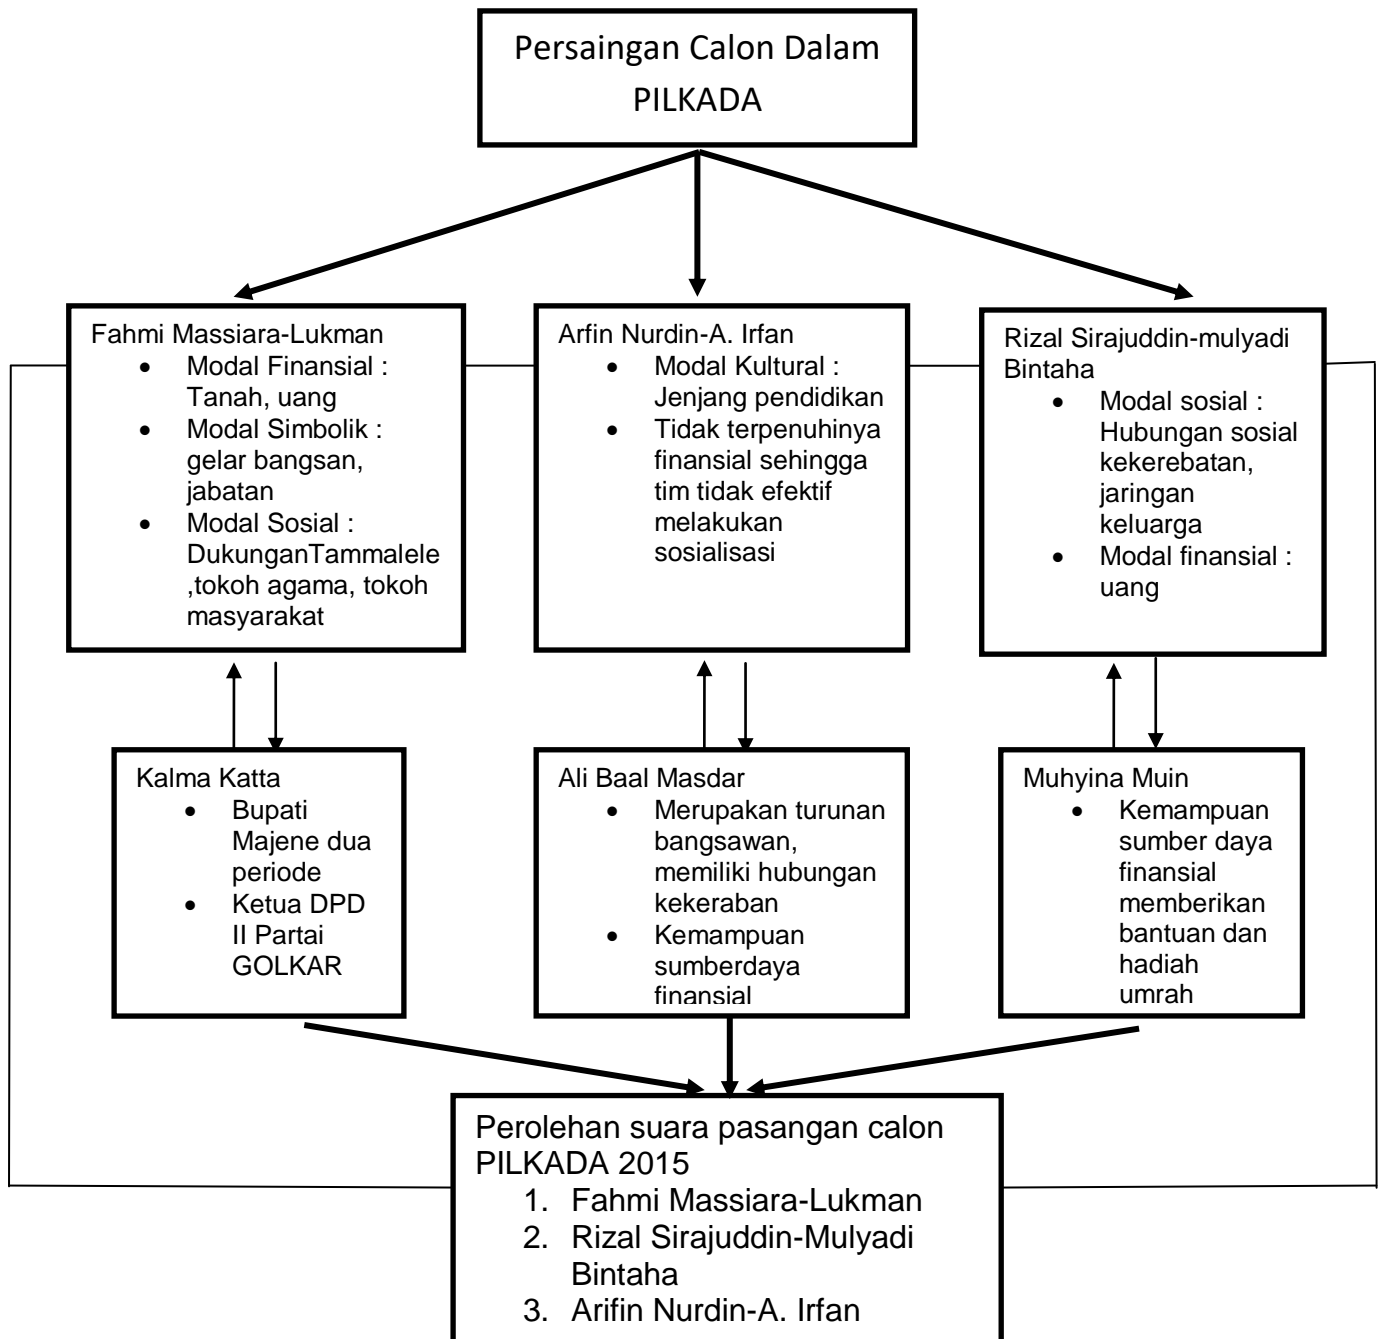 Persaingan Calon Dalam
PILKADA
Fahmi Massiara-Lukman
• Modal Finansial :
Tanah, uang
• Modal Simbolik :
gelar bangsan,
jabatan
• Modal Sosial :
DukunganTammalele
,tokoh agama, tokoh
masyarakat
Arfin Nurdin-A. Irfan
• Modal Kultural :
Jenjang pendidikan
• Tidak terpenuhinya
finansial sehingga
tim tidak efektif
melakukan
sosialisasi
Rizal Sirajuddin-mulyadi
Bintaha
• Modal sosial :
Hubungan sosial
kekerebatan,
jaringan
keluarga
• Modal finansial :
uang
Kalma Katta
• Bupati
Majene dua
periode
• Ketua DPD
II Partai
GOLKAR
Ali Baal Masdar
• Merupakan turunan
bangsawan,
memiliki hubungan
kekeraban
• Kemampuan
sumberdaya
finansial
Muhyina Muin
• Kemampuan
sumber daya
finansial
memberikan
bantuan dan
hadiah
umrah
Perolehan suara pasangan calon
PILKADA 2015
1. Fahmi Massiara-Lukman
2. Rizal Sirajuddin-Mulyadi
Bintaha
3. Arifin Nurdin-A. Irfan